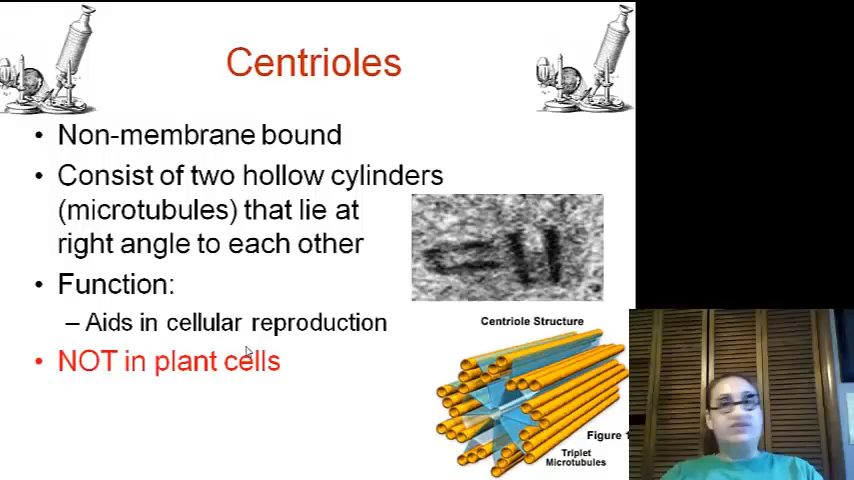 Centrioles
• Non-membrane bound
• Consist of two hollow cylinders
(microtubules) that lie at
right angle to each other
• Function:
– Aids in cellular reproduction
• NOT in plant cells
Centriole Structure
Figure 1
Triplet
Microtubules